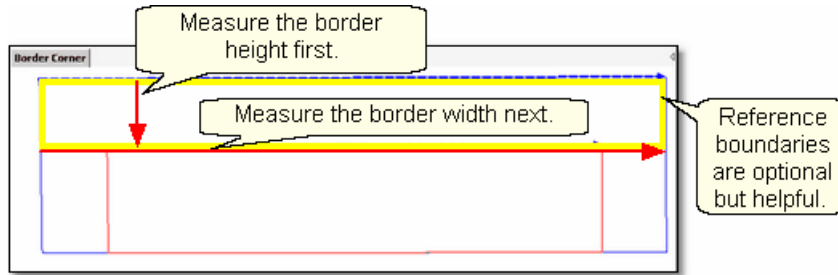 Measure the border
height first.
Border Corner
Measure the border width next.
Reference
boundaries
are optional
but helpful.